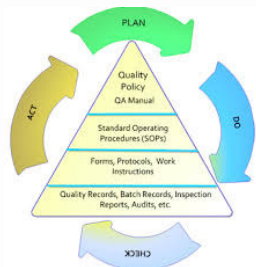 PLAN
Quality
Policy
QA Manual
ACT
DO
Standard Operating
Procedures (SOPs)
Forms, Protocols, Work
Instructions
Quality Records, Batch Records, Inspection
Reports, Audits, etc.
CHECK